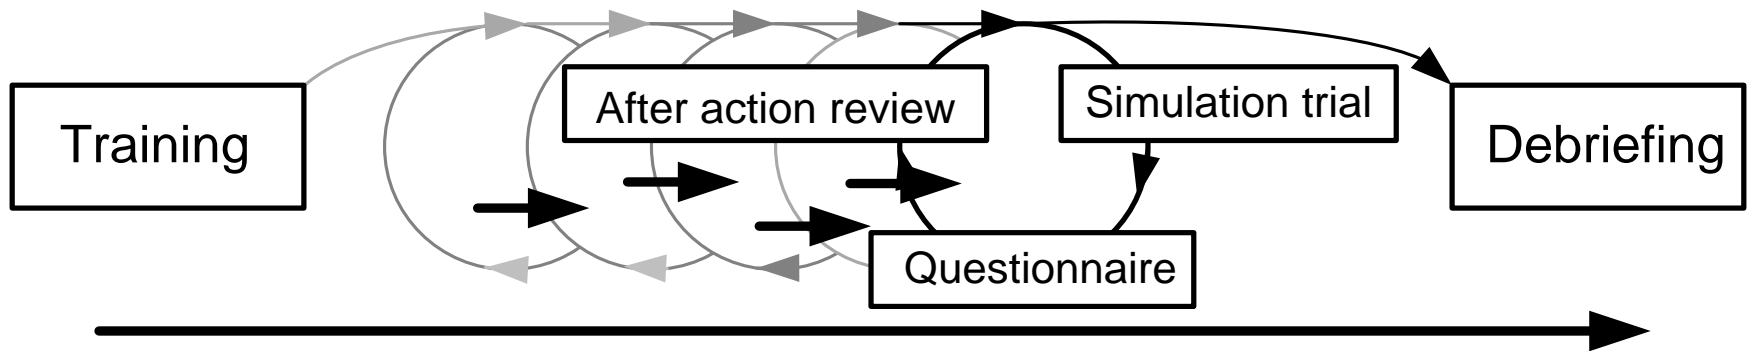 Training
After action review
Simulation trial
Questionnaire
Debriefing